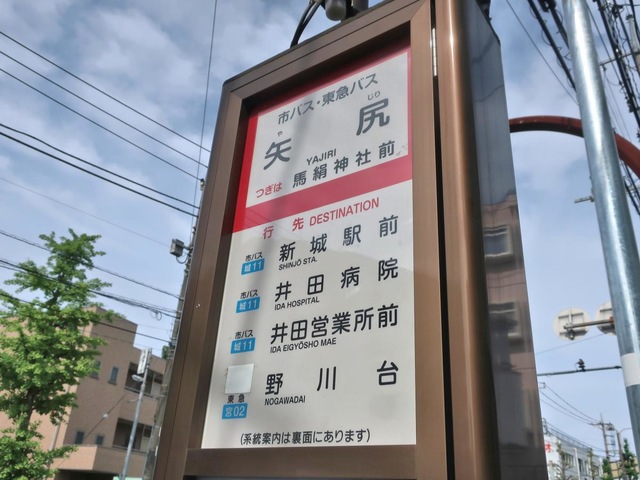 市バス・東急バス
や じり
矢 尻
YAJIRI
つぎは 馬絹神社前
行先 DESTINATION
市バス
城11 新城駅前
SHINJŌ STA.
市バス
城11 井田病院
IDA HOSPITAL
市バス
城11 井田営業所前
IDA EIGYŌSHO MAE
東急
宮02 野川台
NOGAWADAI
(系統案内は裏面にあります)